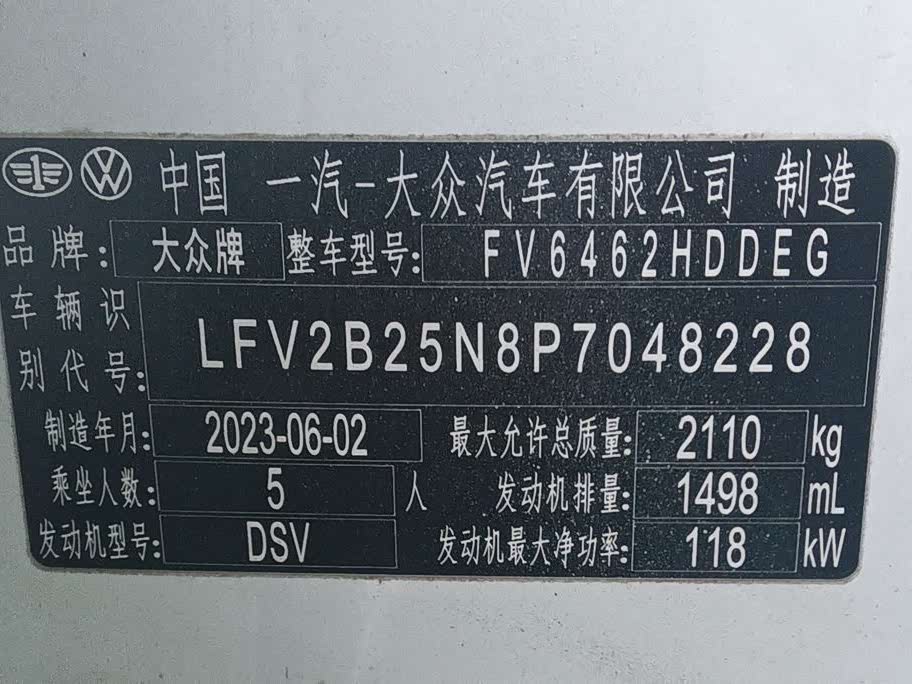 中国 一汽-大众汽车有限公司 制造
品牌: 大众牌 整车型号: FV6462HDDEG
车辆识别代号: LFV2B25N8P7048228
制造年月: 2023-06-02 最大允许总质量: 2110 kg
乘坐人数: 5 人 发动机排量: 1498 mL
发动机型号: DSV 发动机最大净功率: 118 kW